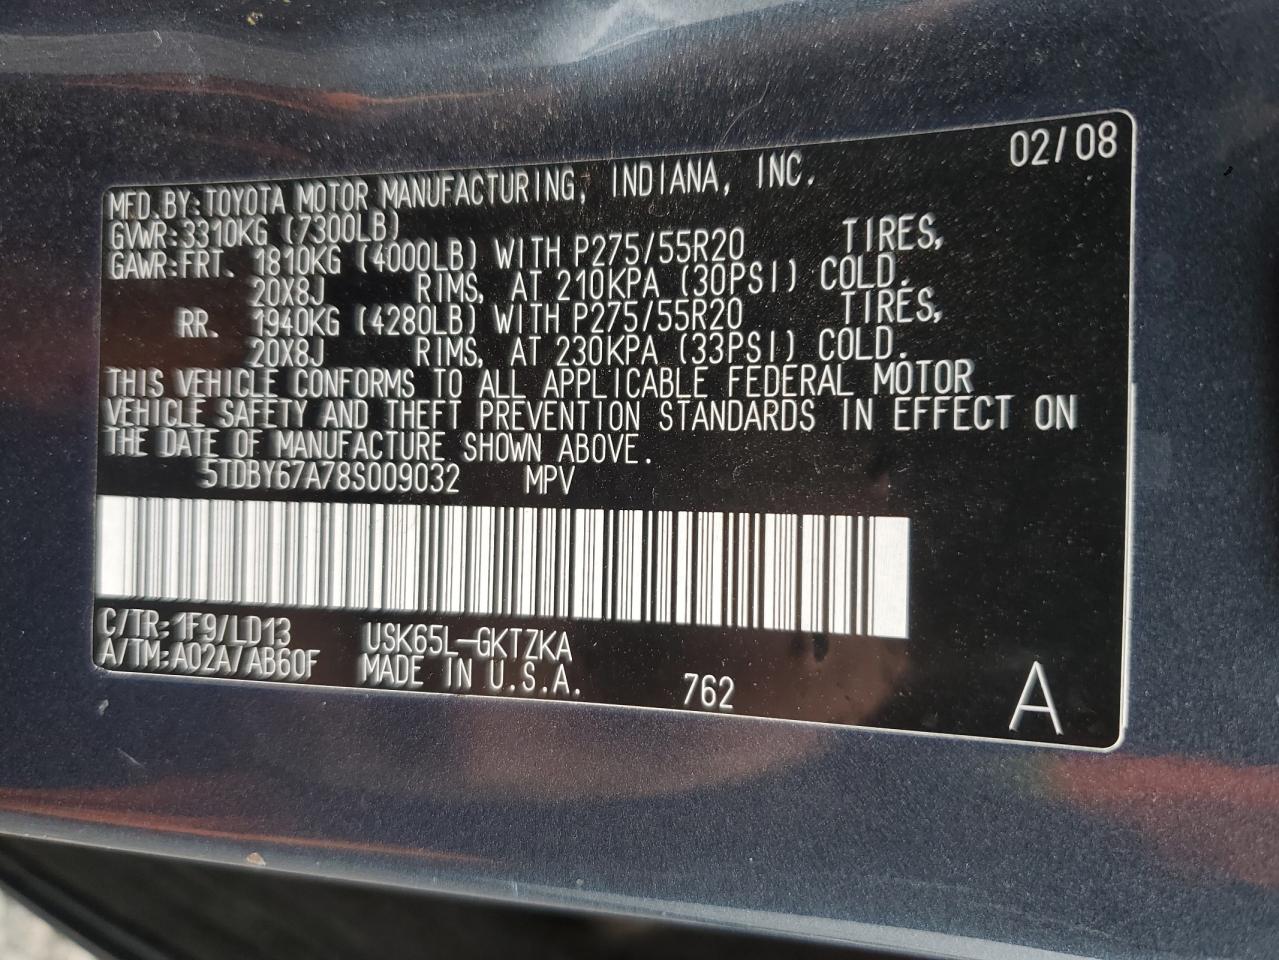 02/08
MFD.BY:TOYOTA MOTOR MANUFACTURING, INDIANA, INC.
GVWR:3310KG (7300LB)
GAWR:FRT. 1810KG (4000LB) WITH P275/55R20 TIRES,
20X8J RIMS, AT 210KPA (30PSI) COLD.
RR. 1940KG (4280LB) WITH P275/55R20 TIRES,
20X8J RIMS, AT 230KPA (33PSI) COLD.
THIS VEHICLE CONFORMS TO ALL APPLICABLE FEDERAL MOTOR
VEHICLE SAFETY AND THEFT PREVENTION STANDARDS IN EFFECT ON
THE DATE OF MANUFACTURE SHOWN ABOVE.
5TDBY67A78S009032 MPV
C/TR:1F9/LD13 USK65L-GKTZKA
A/TM:A02A/AB60F MADE IN U.S.A. 762 A